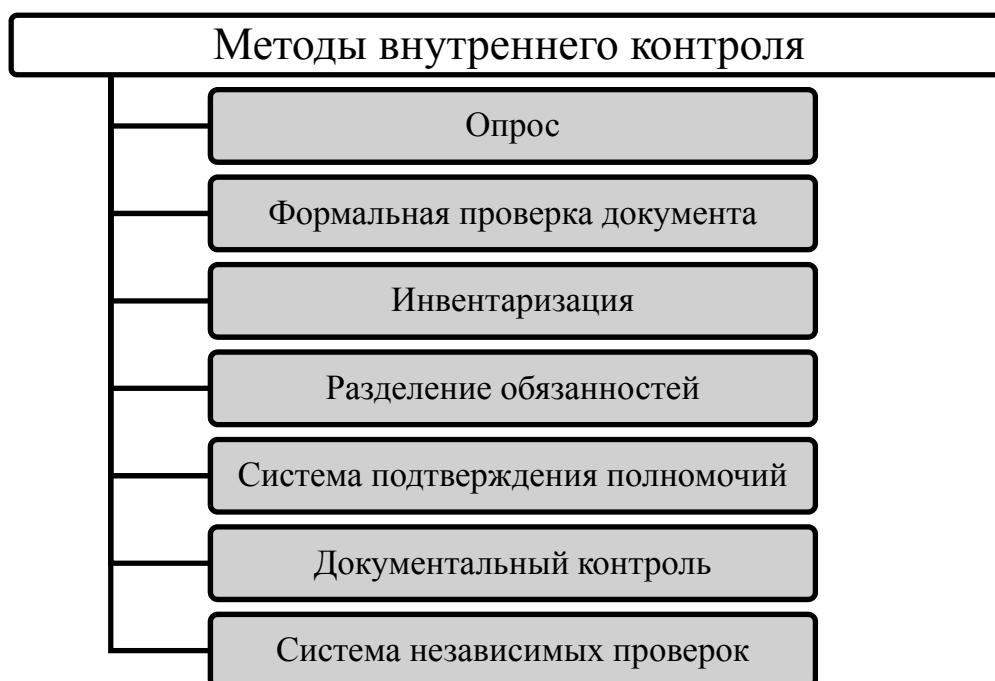 Методы внутреннего контроля
Опрос
Формальная проверка документа
Инвентаризация
Разделение обязанностей
Система подтверждения полномочий
Документальный контроль
Система независимых проверок